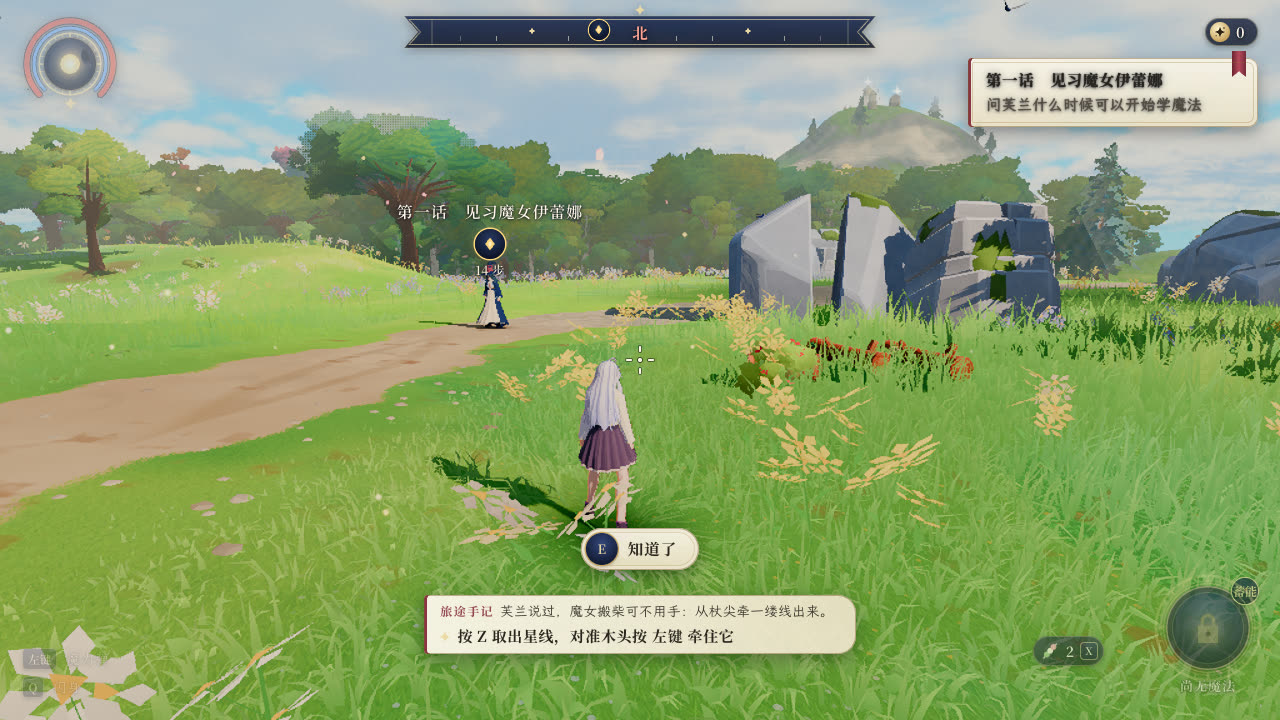 北
0
第一话 见习魔女伊蕾娜
问芙兰什么时候可以开始学魔法
第一话 见习魔女伊蕾娜
14 步
E 知道了
旅途手记 芙兰说过，魔女搬柴可不用手：从杖尖牵一缕线出来。
按 Z 取出星线，对准木头按 左键 牵住它
蓄能
2 X
尚无魔法
左键
Q